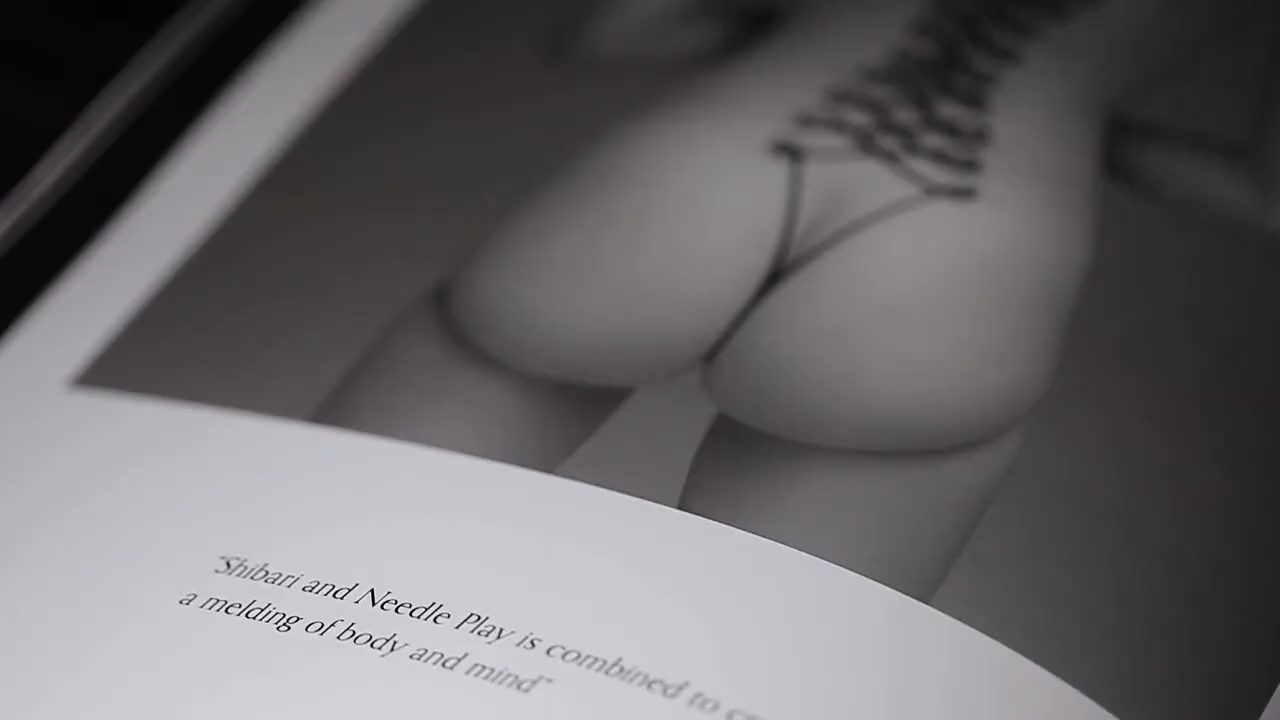 "Shibari and Needle Play is combined to
a melding of body and mind"